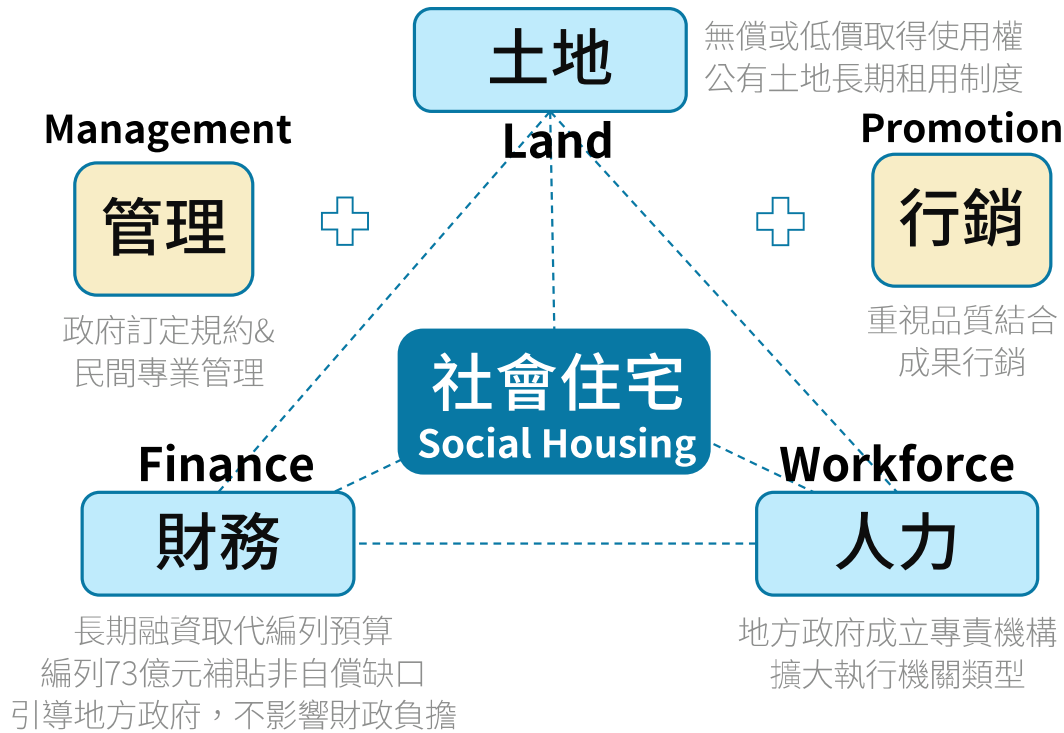 土地
Land
無償或低價取得使用權
公有土地長期租用制度
Management
管理
政府訂定規約&
民間專業管理
Promotion
行銷
重視品質結合
成果行銷
社會住宅
Social Housing
Finance
財務
長期融資取代編列預算
編列73億元補貼非自償缺口
引導地方政府，不影響財政負擔
Workforce
人力
地方政府成立專責機構
擴大執行機關類型